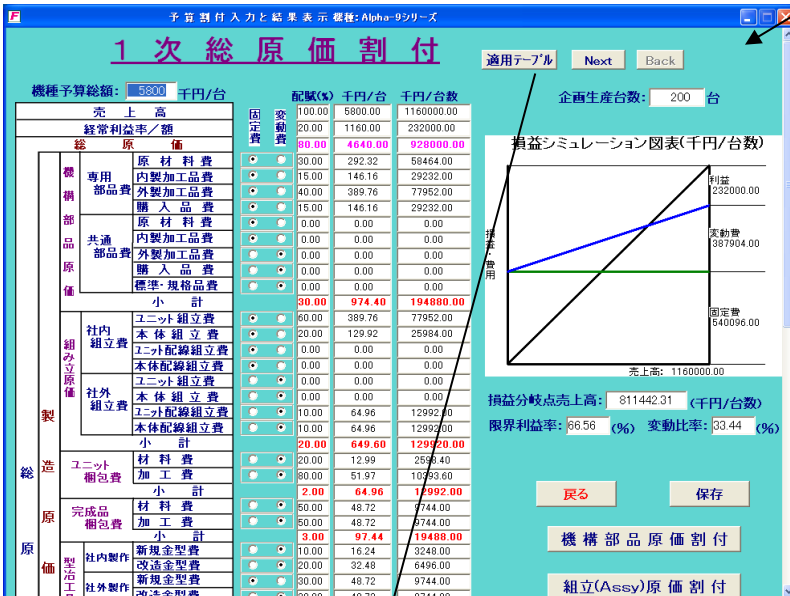 予算割付入力と結果表示 機種: Alpha-9シリーズ
1 次 総 原 価 割 付
適用テーブル Next Back
機種予算総額: 5800 千円/台
企画生産台数: 200 台
固定費 変動費 配賦(%) 千円/台 千円/台数
売 上 高 100.00 5800.00 1160000.00
経常利益率/額 20.00 1160.00 232000.00
総 原 価 80.00 4640.00 928000.00
製造原価
機構部品原価
専用部品費
原 材 料 費 30.00 292.32 58464.00
内製加工品費 15.00 146.16 29232.00
外製加工品費 40.00 389.76 77952.00
購 入 品 費 15.00 146.16 29232.00
共通部品費
原 材 料 費 0.00 0.00 0.00
内製加工品費 0.00 0.00 0.00
外製加工品費 0.00 0.00 0.00
購 入 品 費 0.00 0.00 0.00
標準・規格品費 0.00 0.00 0.00
小 計 30.00 974.40 194880.00
組み立原価
社内組立費
ユニット組立費 60.00 389.76 77952.00
本 体 組 立 費 20.00 129.92 25984.00
ユニット配線組立費 0.00 0.00 0.00
本体配線組立費 0.00 0.00 0.00
社外組立費
ユニット組立費 0.00 0.00 0.00
本 体 組 立 費 0.00 0.00 0.00
ユニット配線組立費 10.00 64.96 12992.00
本体配線組立費 10.00 64.96 12992.00
小 計 20.00 649.60 129920.00
ユニット梱包費
材 料 費 20.00 12.99 2598.40
加 工 費 80.00 51.97 10393.60
小 計 2.00 64.96 12992.00
完成品梱包費
材 料 費 50.00 48.72 9744.00
加 工 費 50.00 48.72 9744.00
小 計 3.00 97.44 19488.00
総原価
型治工
社内製作
新規金型費 10.00 16.24 3248.00
改造金型費 20.00 32.48 6496.00
社外製作
新規金型費 30.00 48.72 9744.00
改造金型費
損益シミュレーション図表(千円/台数)
損益・費用
利益
232000.00
変動費
387904.00
固定費
540096.00
売上高: 1160000.00
損益分岐点売上高: 811442.31 (千円/台数)
限界利益率: 66.56 (%) 変動比率: 33.44 (%)
戻る 保存
機 構 部 品 原 価 割 付
組立(Assy)原 価 割 付